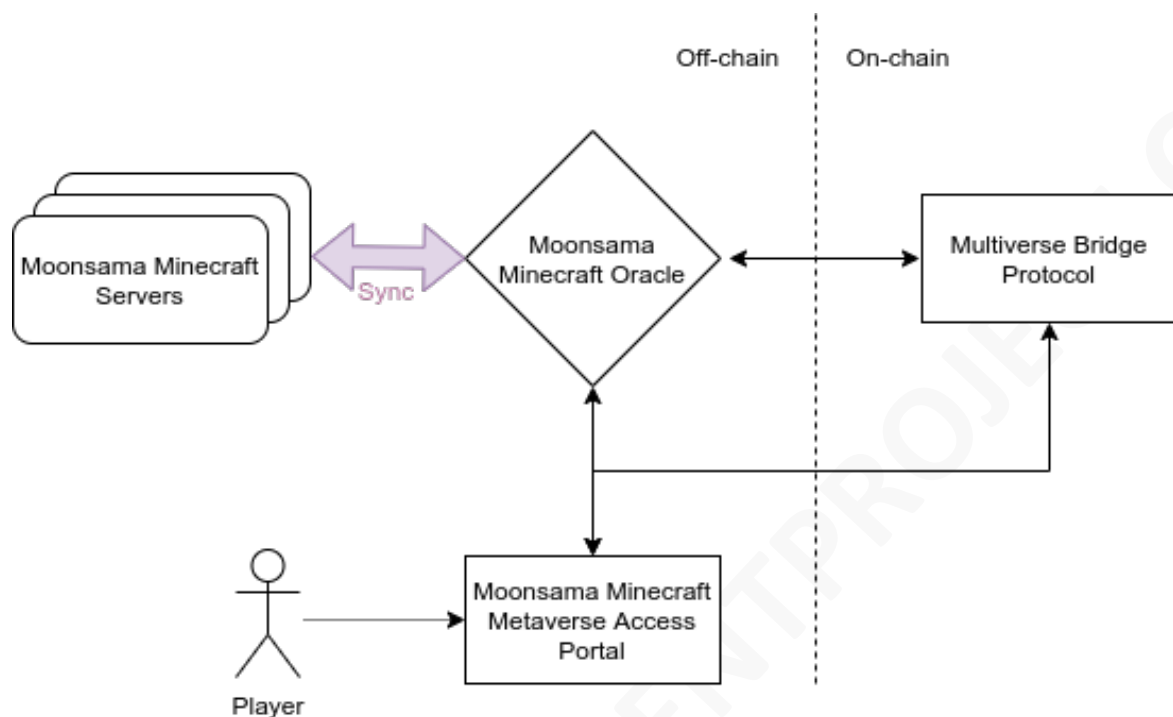 Off-chain
On-chain
Moonsama Minecraft
Servers
Sync
Moonsama
Minecraft Oracle
Multiverse Bridge
Protocol
Moonsama Minecraft
Metaverse Access
Portal
Player
ENTPROJE